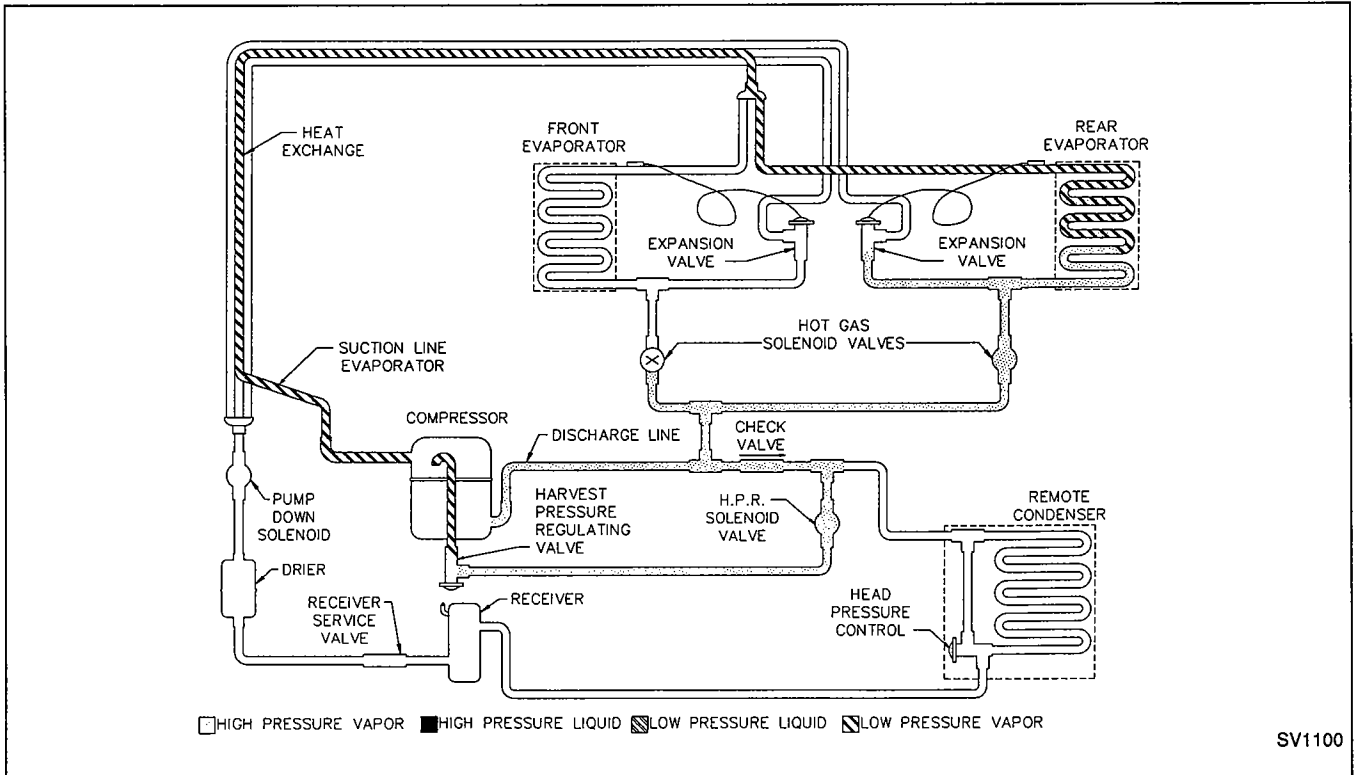 HEAT
EXCHANGE
FRONT
EVAPORATOR
REAR
EVAPORATOR
EXPANSION
VALVE
EXPANSION
VALVE
HOT GAS
SOLENOID VALVES
X
SUCTION LINE
EVAPORATOR
COMPRESSOR
DISCHARGE LINE
CHECK
VALVE
PUMP
DOWN
SOLENOID
HARVEST
PRESSURE
REGULATING
VALVE
H.P.R.
SOLENOID
VALVE
REMOTE
CONDENSER
DRIER
RECEIVER
SERVICE
VALVE
RECEIVER
HEAD
PRESSURE
CONTROL
HIGH PRESSURE VAPOR HIGH PRESSURE LIQUID LOW PRESSURE LIQUID LOW PRESSURE VAPOR
SV1100